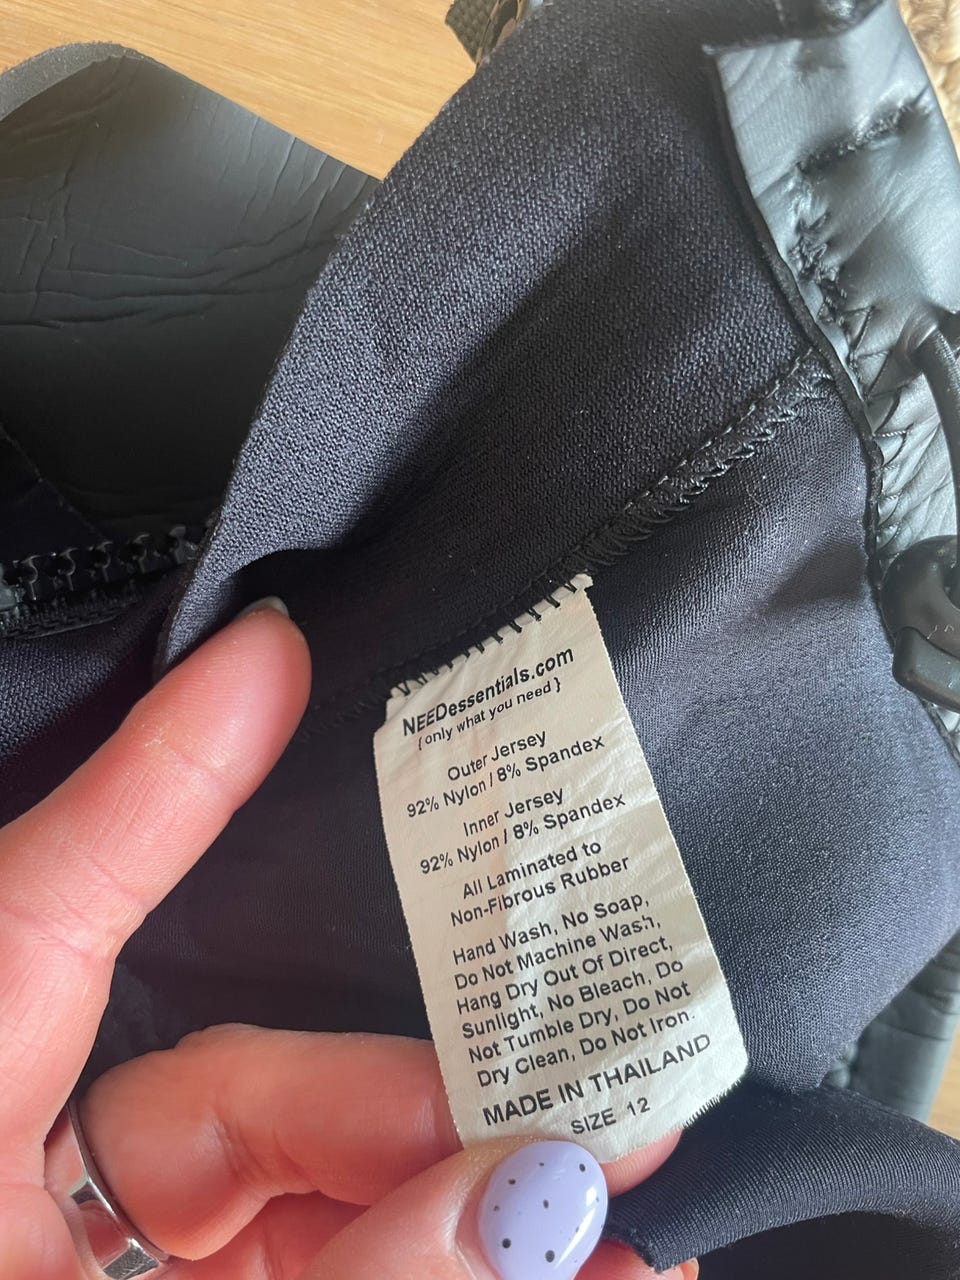 NEEDessentials.com
{ only what you need }
Outer Jersey
92% Nylon / 8% Spandex
Inner Jersey
92% Nylon / 8% Spandex
All Laminated to
Non-Fibrous Rubber
Hand Wash, No Soap,
Do Not Machine Wash,
Hang Dry Out Of Direct,
Sunlight, No Bleach, Do
Not Tumble Dry, Do Not
Dry Clean, Do Not Iron.
MADE IN THAILAND
SIZE 12